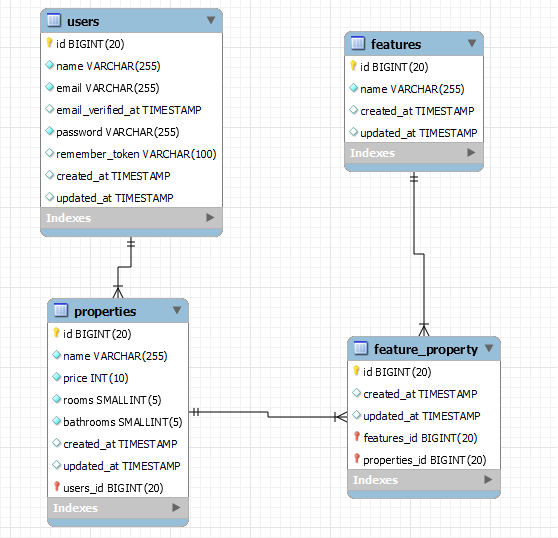 users
id BIGINT(20)
name VARCHAR(255)
email VARCHAR(255)
email_verified_at TIMESTAMP
password VARCHAR(255)
remember_token VARCHAR(100)
created_at TIMESTAMP
updated_at TIMESTAMP
Indexes
features
id BIGINT(20)
name VARCHAR(255)
created_at TIMESTAMP
updated_at TIMESTAMP
Indexes
properties
id BIGINT(20)
name VARCHAR(255)
price INT(10)
rooms SMALLINT(5)
bathrooms SMALLINT(5)
created_at TIMESTAMP
updated_at TIMESTAMP
users_id BIGINT(20)
Indexes
feature_property
id BIGINT(20)
created_at TIMESTAMP
updated_at TIMESTAMP
features_id BIGINT(20)
properties_id BIGINT(20)
Indexes